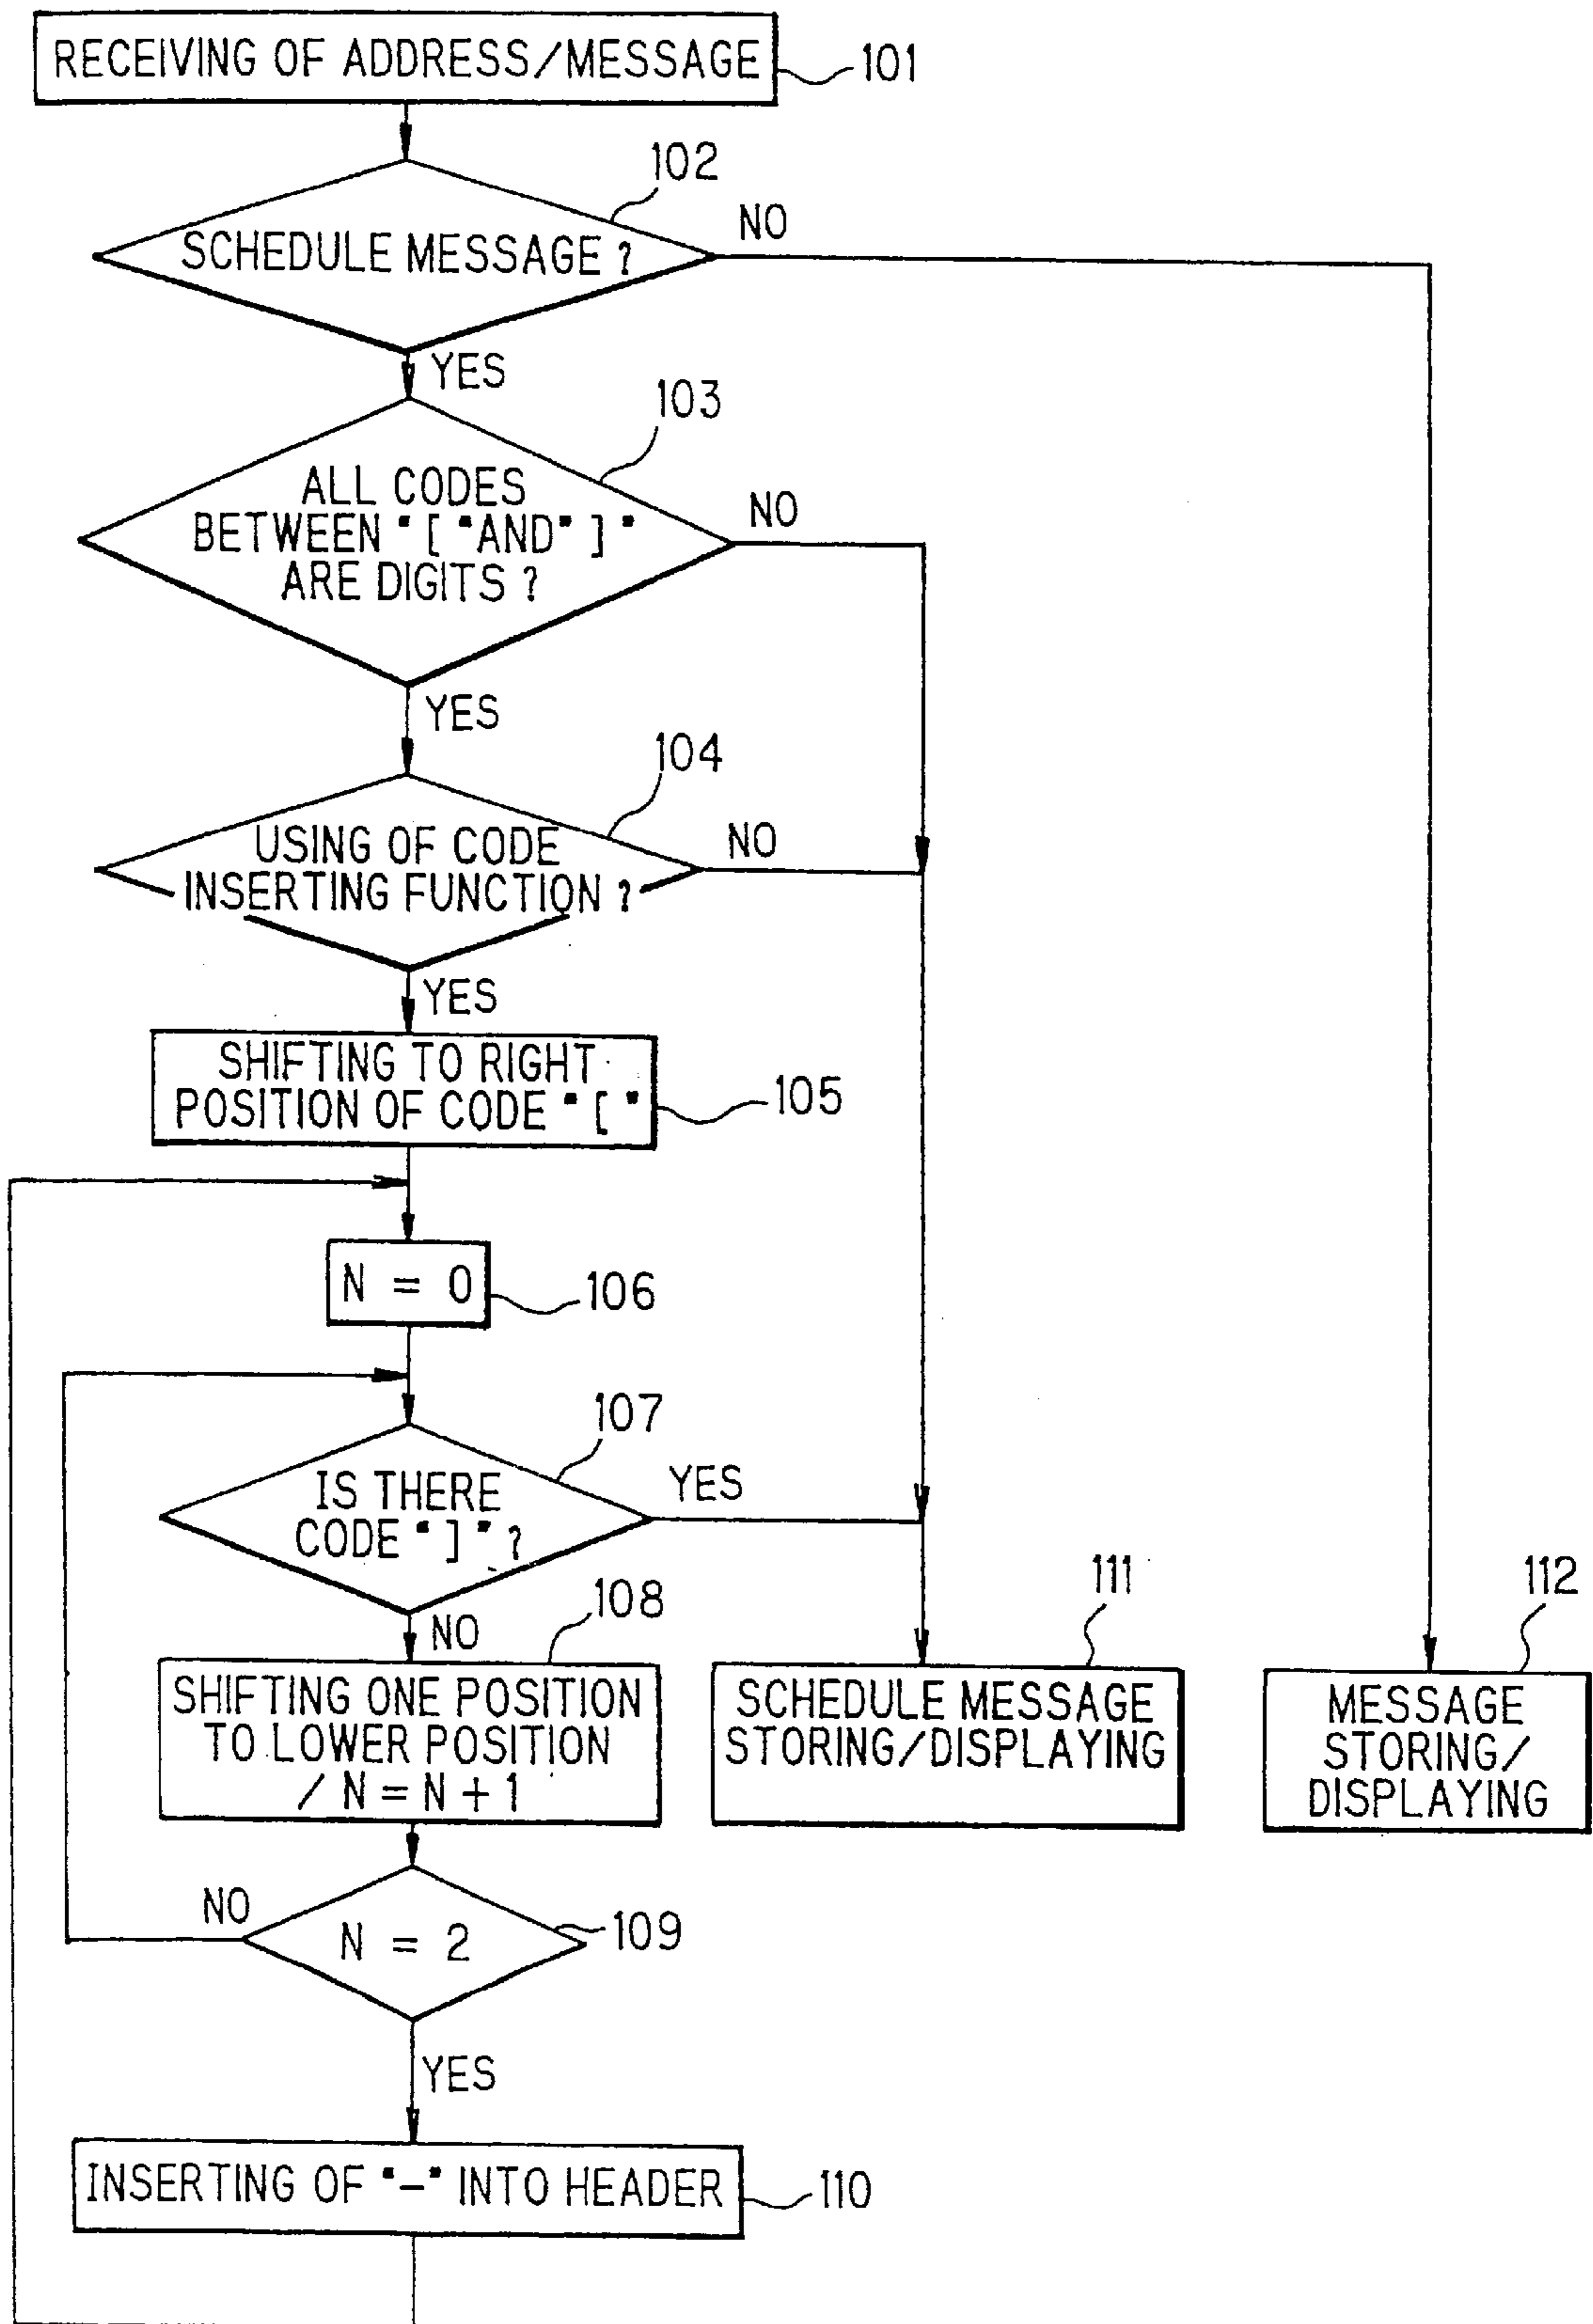 RECEIVING OF ADDRESS/MESSAGE
101
102
SCHEDULE MESSAGE ?
NO
YES
103
ALL CODES
BETWEEN "["AND"]"
ARE DIGITS ?
NO
YES
104
USING OF CODE
INSERTING FUNCTION ?
NO
YES
SHIFTING TO RIGHT
POSITION OF CODE "["
105
N = 0
106
107
IS THERE
CODE "]" ?
YES
NO
108
SHIFTING ONE POSITION
TO LOWER POSITION
/ N = N + 1
111
SCHEDULE MESSAGE
STORING/DISPLAYING
112
MESSAGE
STORING/
DISPLAYING
NO
N = 2
109
YES
INSERTING OF "-" INTO HEADER
110